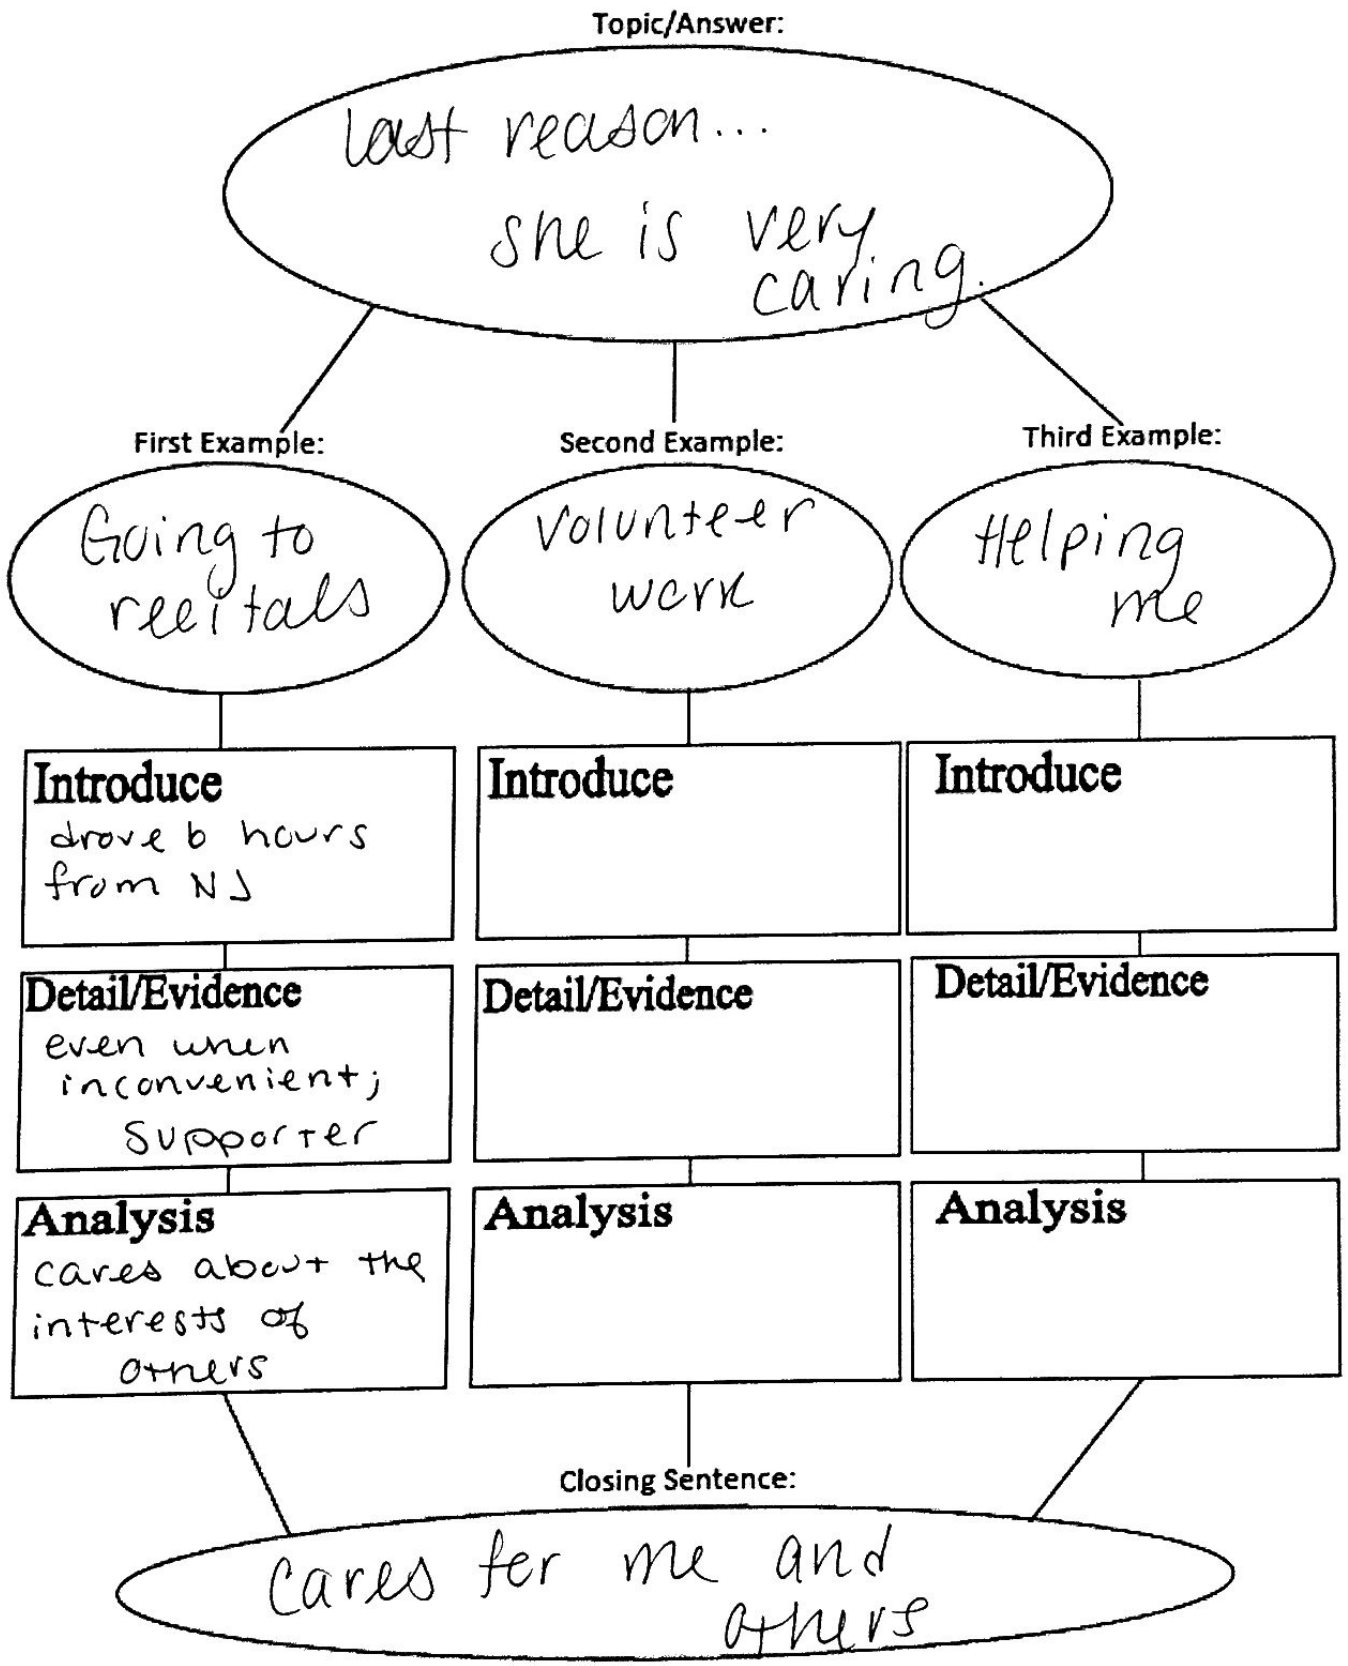 Topic/Answer:
last reason...
she is very
caring.
First Example:
Going to
recitals
Second Example:
Volunteer
work
Third Example:
Helping
me
Introduce
drove 6 hours
from NJ
Detail/Evidence
even when
inconvenient;
supporter
Analysis
cares about the
interests of
others
Introduce
Detail/Evidence
Analysis
Introduce
Detail/Evidence
Analysis
Closing Sentence:
Cares for me and
others